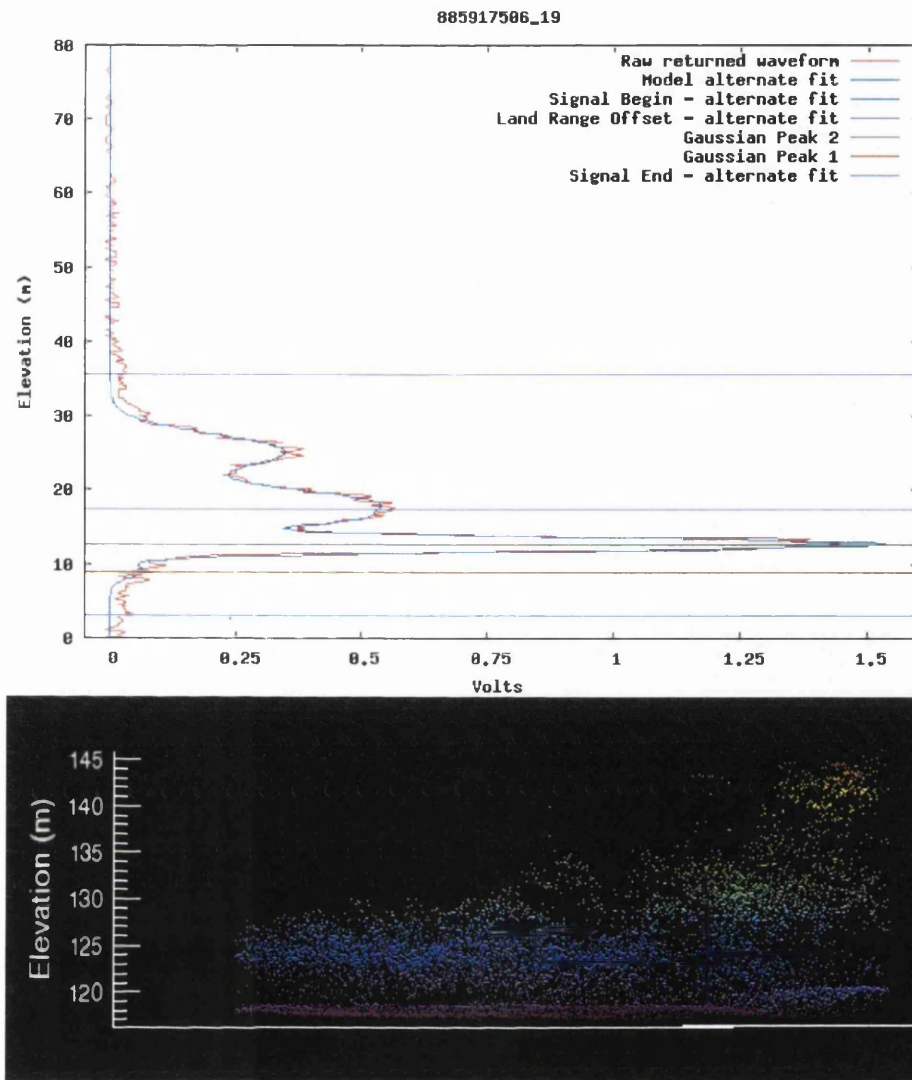 885917506_19
Raw returned waveform
Model alternate fit
Signal Begin - alternate fit
Land Range Offset - alternate fit
Gaussian Peak 2
Gaussian Peak 1
Signal End - alternate fit
80
70
60
50
40
30
20
10
0
Elevation (m)
0
0.25
0.5
0.75
1
1.25
1.5
Volts
145
140
135
130
125
120
Elevation (m)